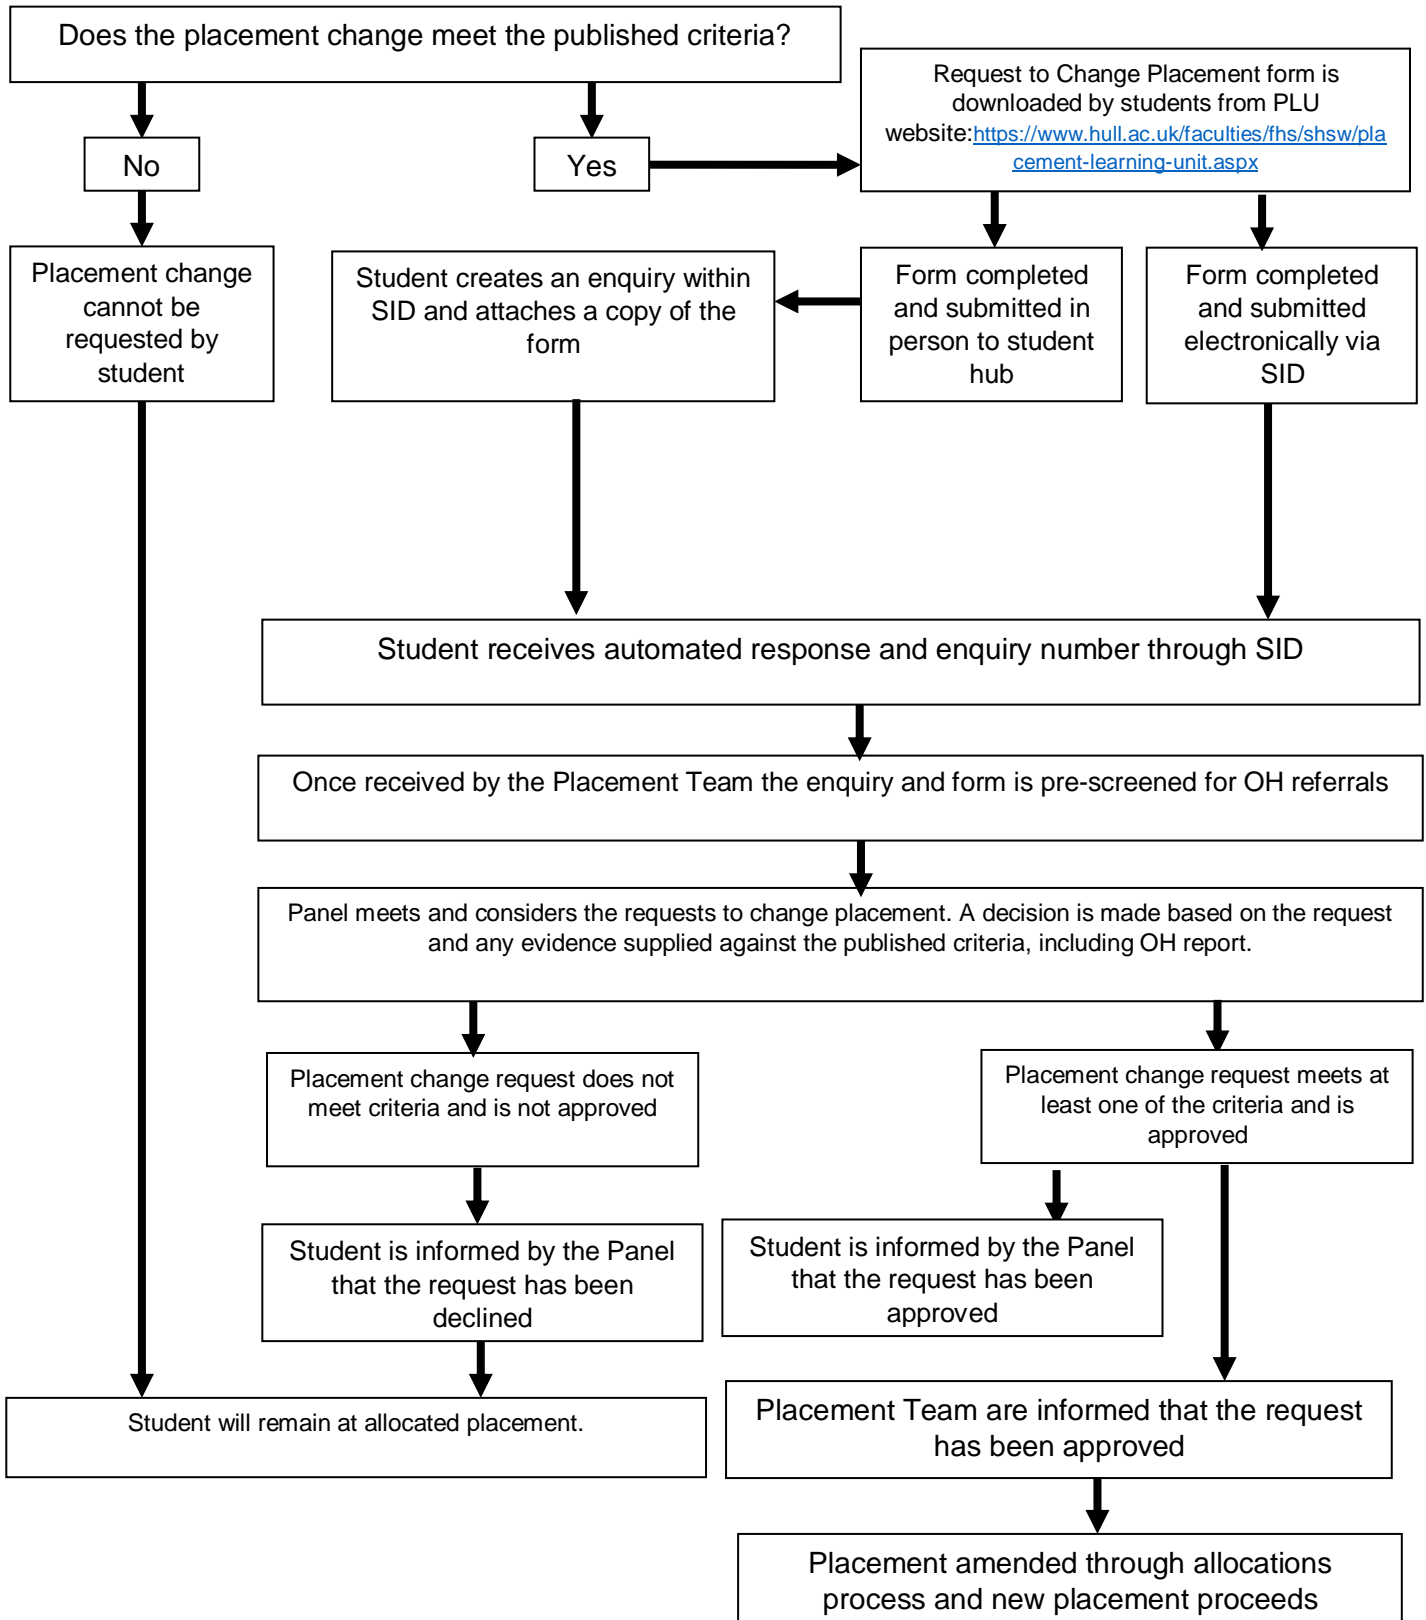 Does the placement change meet the published criteria?
Request to Change Placement form is
downloaded by students from PLU
website:https://www.hull.ac.uk/faculties/fhs/shsw/pla
cement-learning-unit.aspx
No
Yes
Placement change
cannot be
requested by
student
Student creates an enquiry within
SID and attaches a copy of the
form
Form completed
and submitted in
person to student
hub
Form completed
and submitted
electronically via
SID
Student receives automated response and enquiry number through SID
Once received by the Placement Team the enquiry and form is pre-screened for OH referrals
Panel meets and considers the requests to change placement. A decision is made based on the request
and any evidence supplied against the published criteria, including OH report.
Placement change request does not
meet criteria and is not approved
Placement change request meets at
least one of the criteria and is
approved
Student is informed by the Panel
that the request has been
declined
Student is informed by the Panel
that the request has been
approved
Student will remain at allocated placement.
Placement Team are informed that the request
has been approved
Placement amended through allocations
process and new placement proceeds